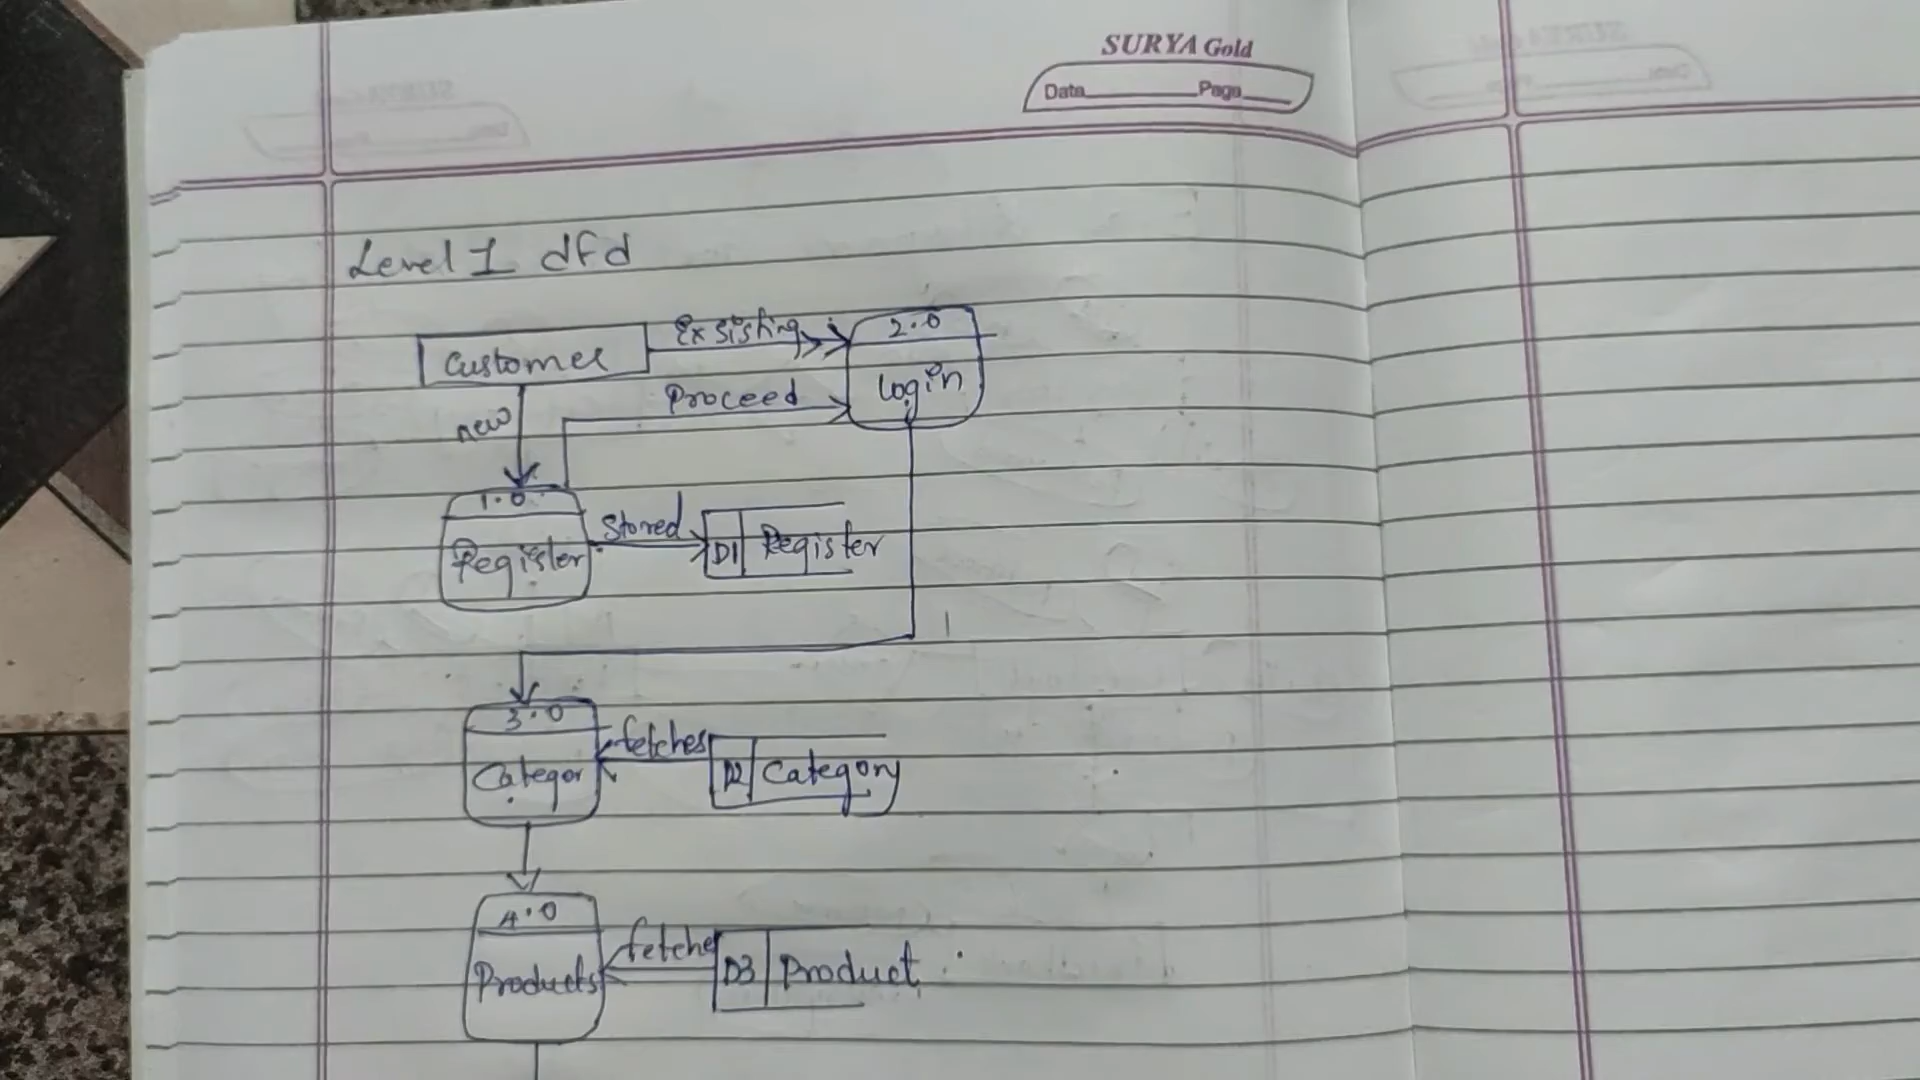 SURYA Gold
Date Page
Level 1 dfd
Customer
Exsisting
2.0
login
Proceed
new
1.0
Register
Stored
D1 Register
3.0
Categor
fetches
D2 Category
4.0
Products
fetche
D3 Product